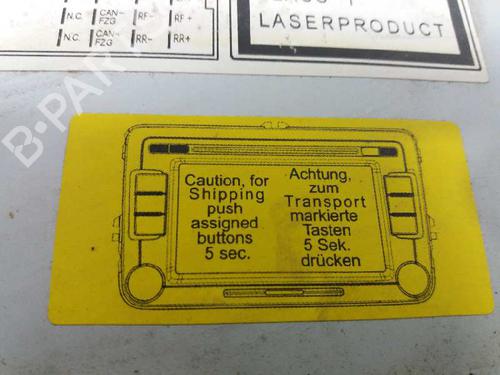 N.C. CAN- FZG RF- RF+
N.C. CAN- FZG RR- RR+
LASERPRODUCT
Caution, for
Shipping
push
assigned
buttons
5 sec.
Achtung,
zum
Transport
markierte
Tasten
5 Sek.
drücken
B-PARTS